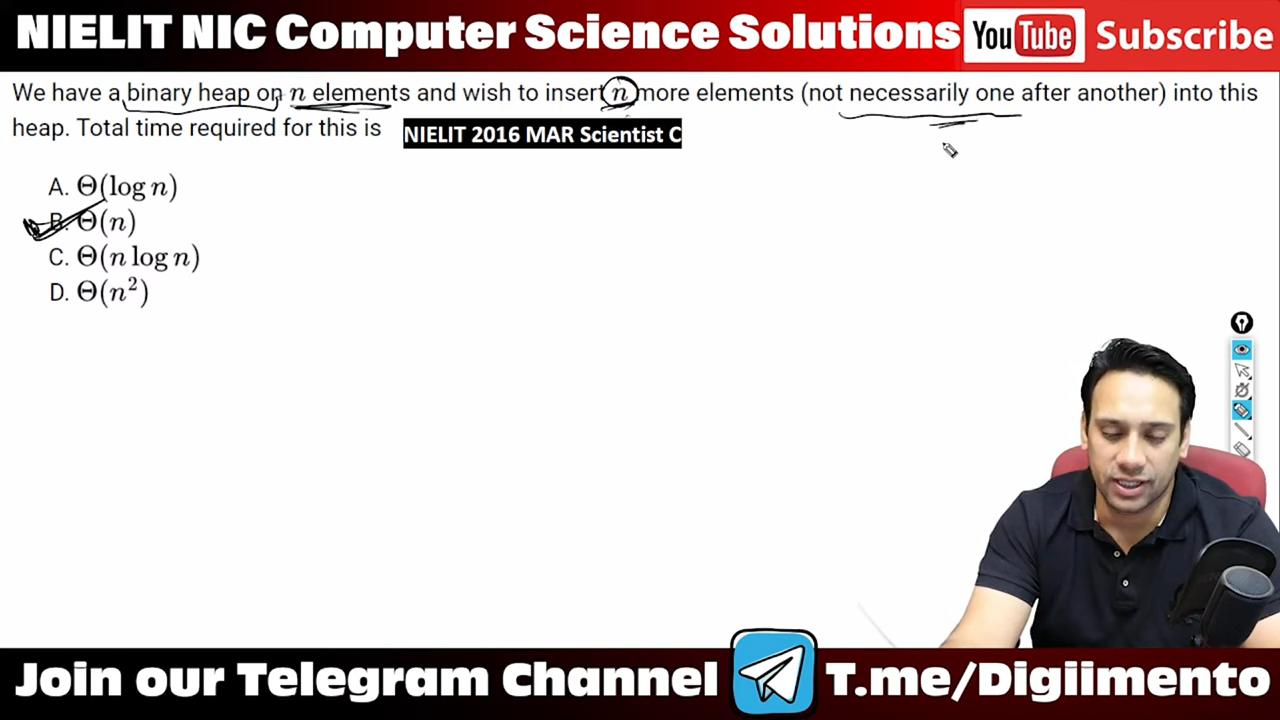 NIELIT NIC Computer Science Solutions YouTube Subscribe
We have a binary heap on n elements and wish to insert n more elements (not necessarily one after another) into this
heap. Total time required for this is NIELIT 2016 MAR Scientist C
A. Θ(log n)
B. Θ(n)
C. Θ(n log n)
D. Θ(n²)
Join our Telegram Channel T.me/Digiimento